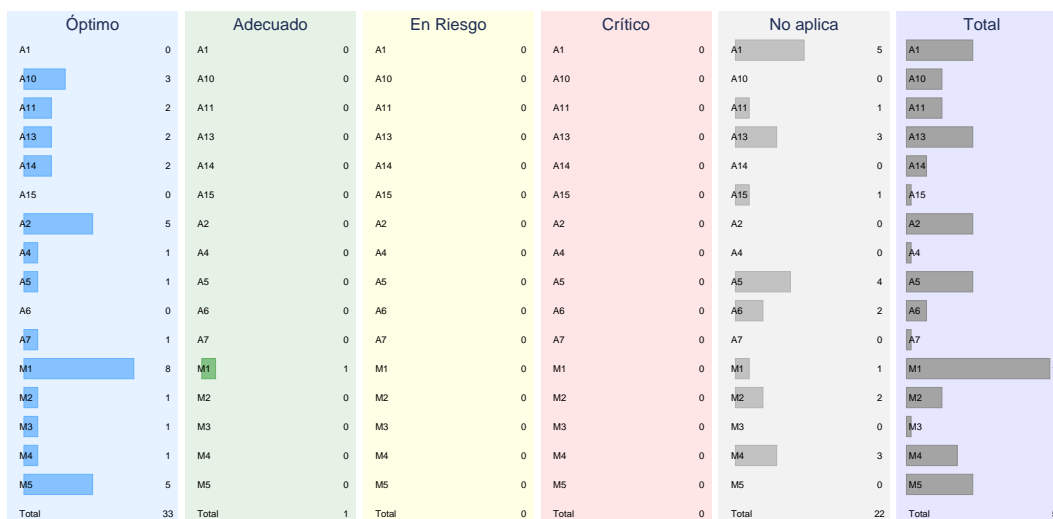 Óptimo Adecuado En Riesgo Crítico No aplica Total
A1 0 A1 0 A1 0 A1 0 A1 5 A1
A10 3 A10 0 A10 0 A10 0 A10 0 A10
A11 2 A11 0 A11 0 A11 0 A11 1 A11
A13 2 A13 0 A13 0 A13 0 A13 3 A13
A14 2 A14 0 A14 0 A14 0 A14 0 A14
A15 0 A15 0 A15 0 A15 0 A15 1 A15
A2 5 A2 0 A2 0 A2 0 A2 0 A2
A4 1 A4 0 A4 0 A4 0 A4 0 A4
A5 1 A5 0 A5 0 A5 0 A5 4 A5
A6 0 A6 0 A6 0 A6 0 A6 2 A6
A7 1 A7 0 A7 0 A7 0 A7 0 A7
M1 8 M1 1 M1 0 M1 0 M1 1 M1
M2 1 M2 0 M2 0 M2 0 M2 2 M2
M3 1 M3 0 M3 0 M3 0 M3 0 M3
M4 1 M4 0 M4 0 M4 0 M4 3 M4
M5 5 M5 0 M5 0 M5 0 M5 0 M5
Total 33 Total 1 Total 0 Total 0 Total 22 Total